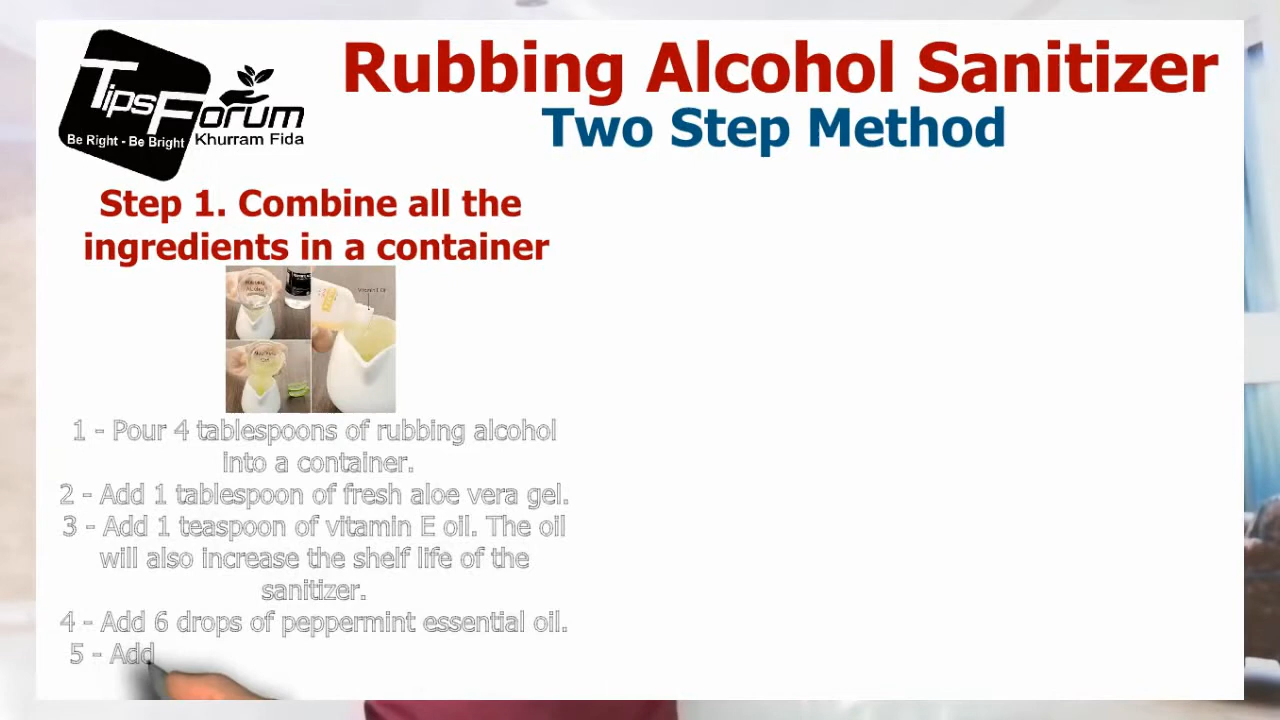 Tips Forum
Be Right - Be Bright
Khurram Fida
Rubbing Alcohol Sanitizer
Two Step Method
Step 1. Combine all the
ingredients in a container
Vitamin E Oil
1 - Pour 4 tablespoons of rubbing alcohol
into a container.
2 - Add 1 tablespoon of fresh aloe vera gel.
3 - Add 1 teaspoon of vitamin E oil. The oil
will also increase the shelf life of the
sanitizer.
4 - Add 6 drops of peppermint essential oil.
5 - Add